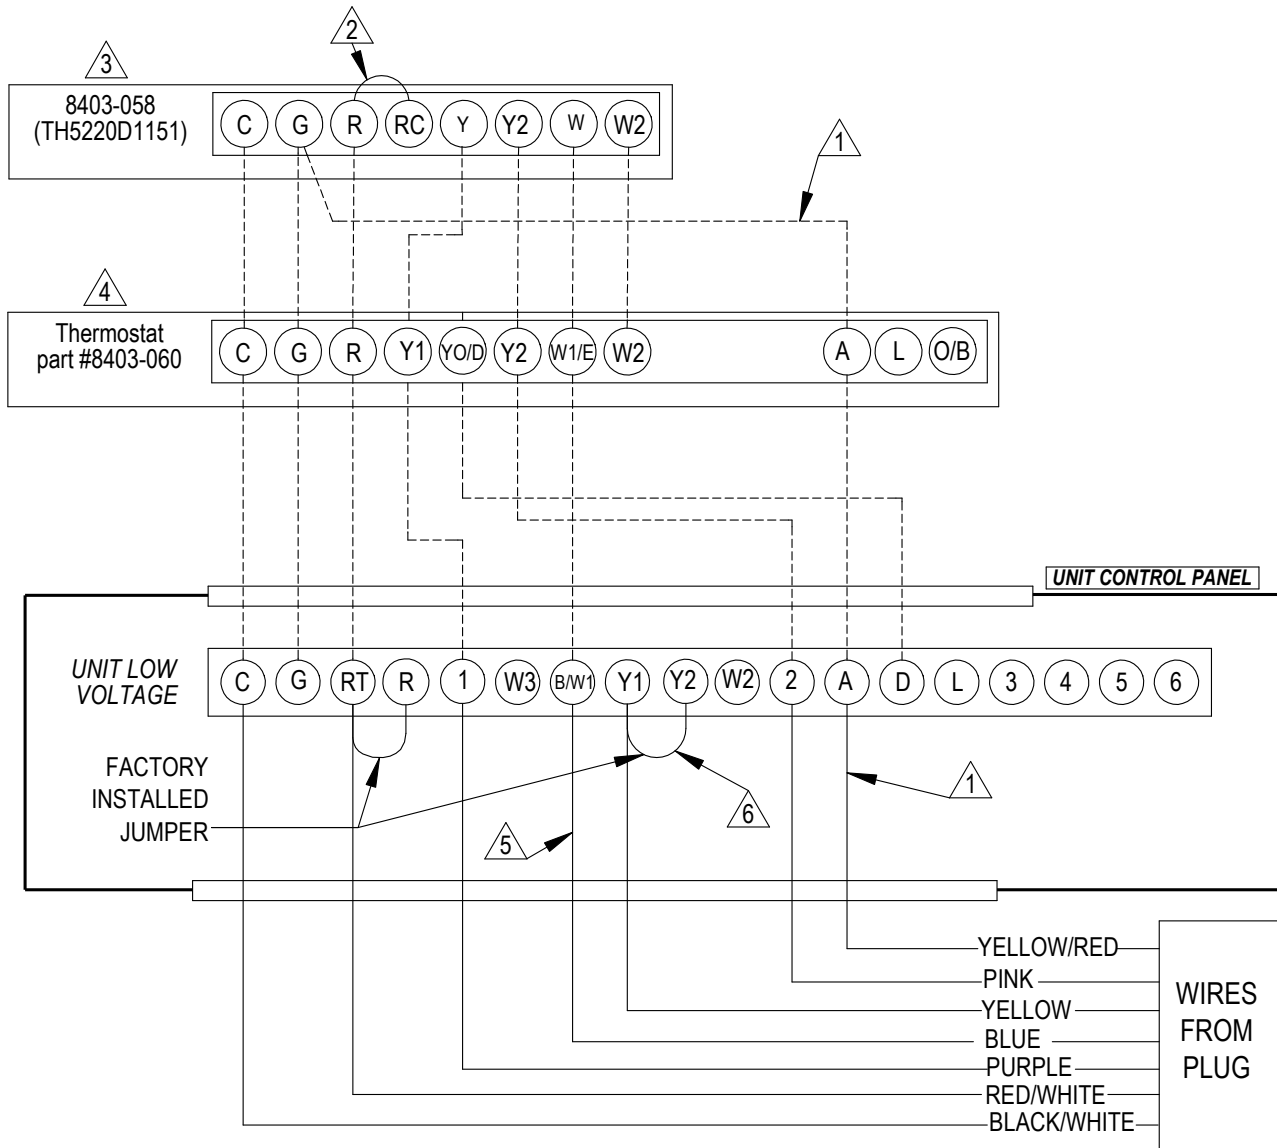 2
3
8403-058
(TH5220D1151)
C G R RC Y Y2 W W2
1
4
Thermostat
part #8403-060
C G R Y1 YO/D Y2 W1/E W2 A L O/B
UNIT CONTROL PANEL
UNIT LOW
VOLTAGE
C G RT R 1 W3 B/W1 Y1 Y2 W2 2 A D L 3 4 5 6
FACTORY
INSTALLED
JUMPER
1
6
5
YELLOW/RED
PINK
YELLOW
BLUE
PURPLE
RED/WHITE
BLACK/WHITE
WIRES
FROM
PLUG